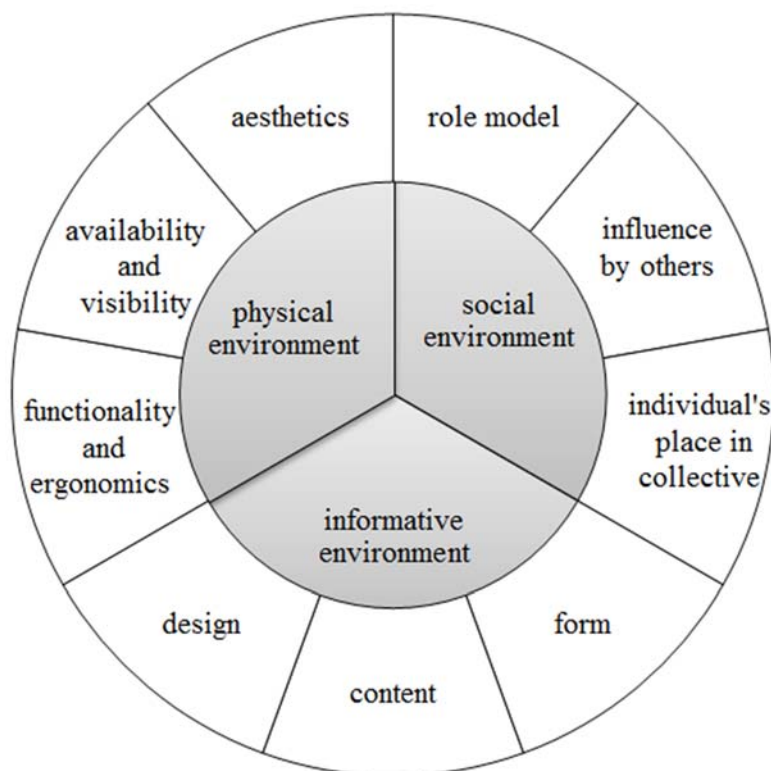 aesthetics
role model
availability
and
visibility
influence
by others
physical
environment
social
environment
functionality
and
ergonomics
individual's
place in
collective
informative
environment
design
form
content